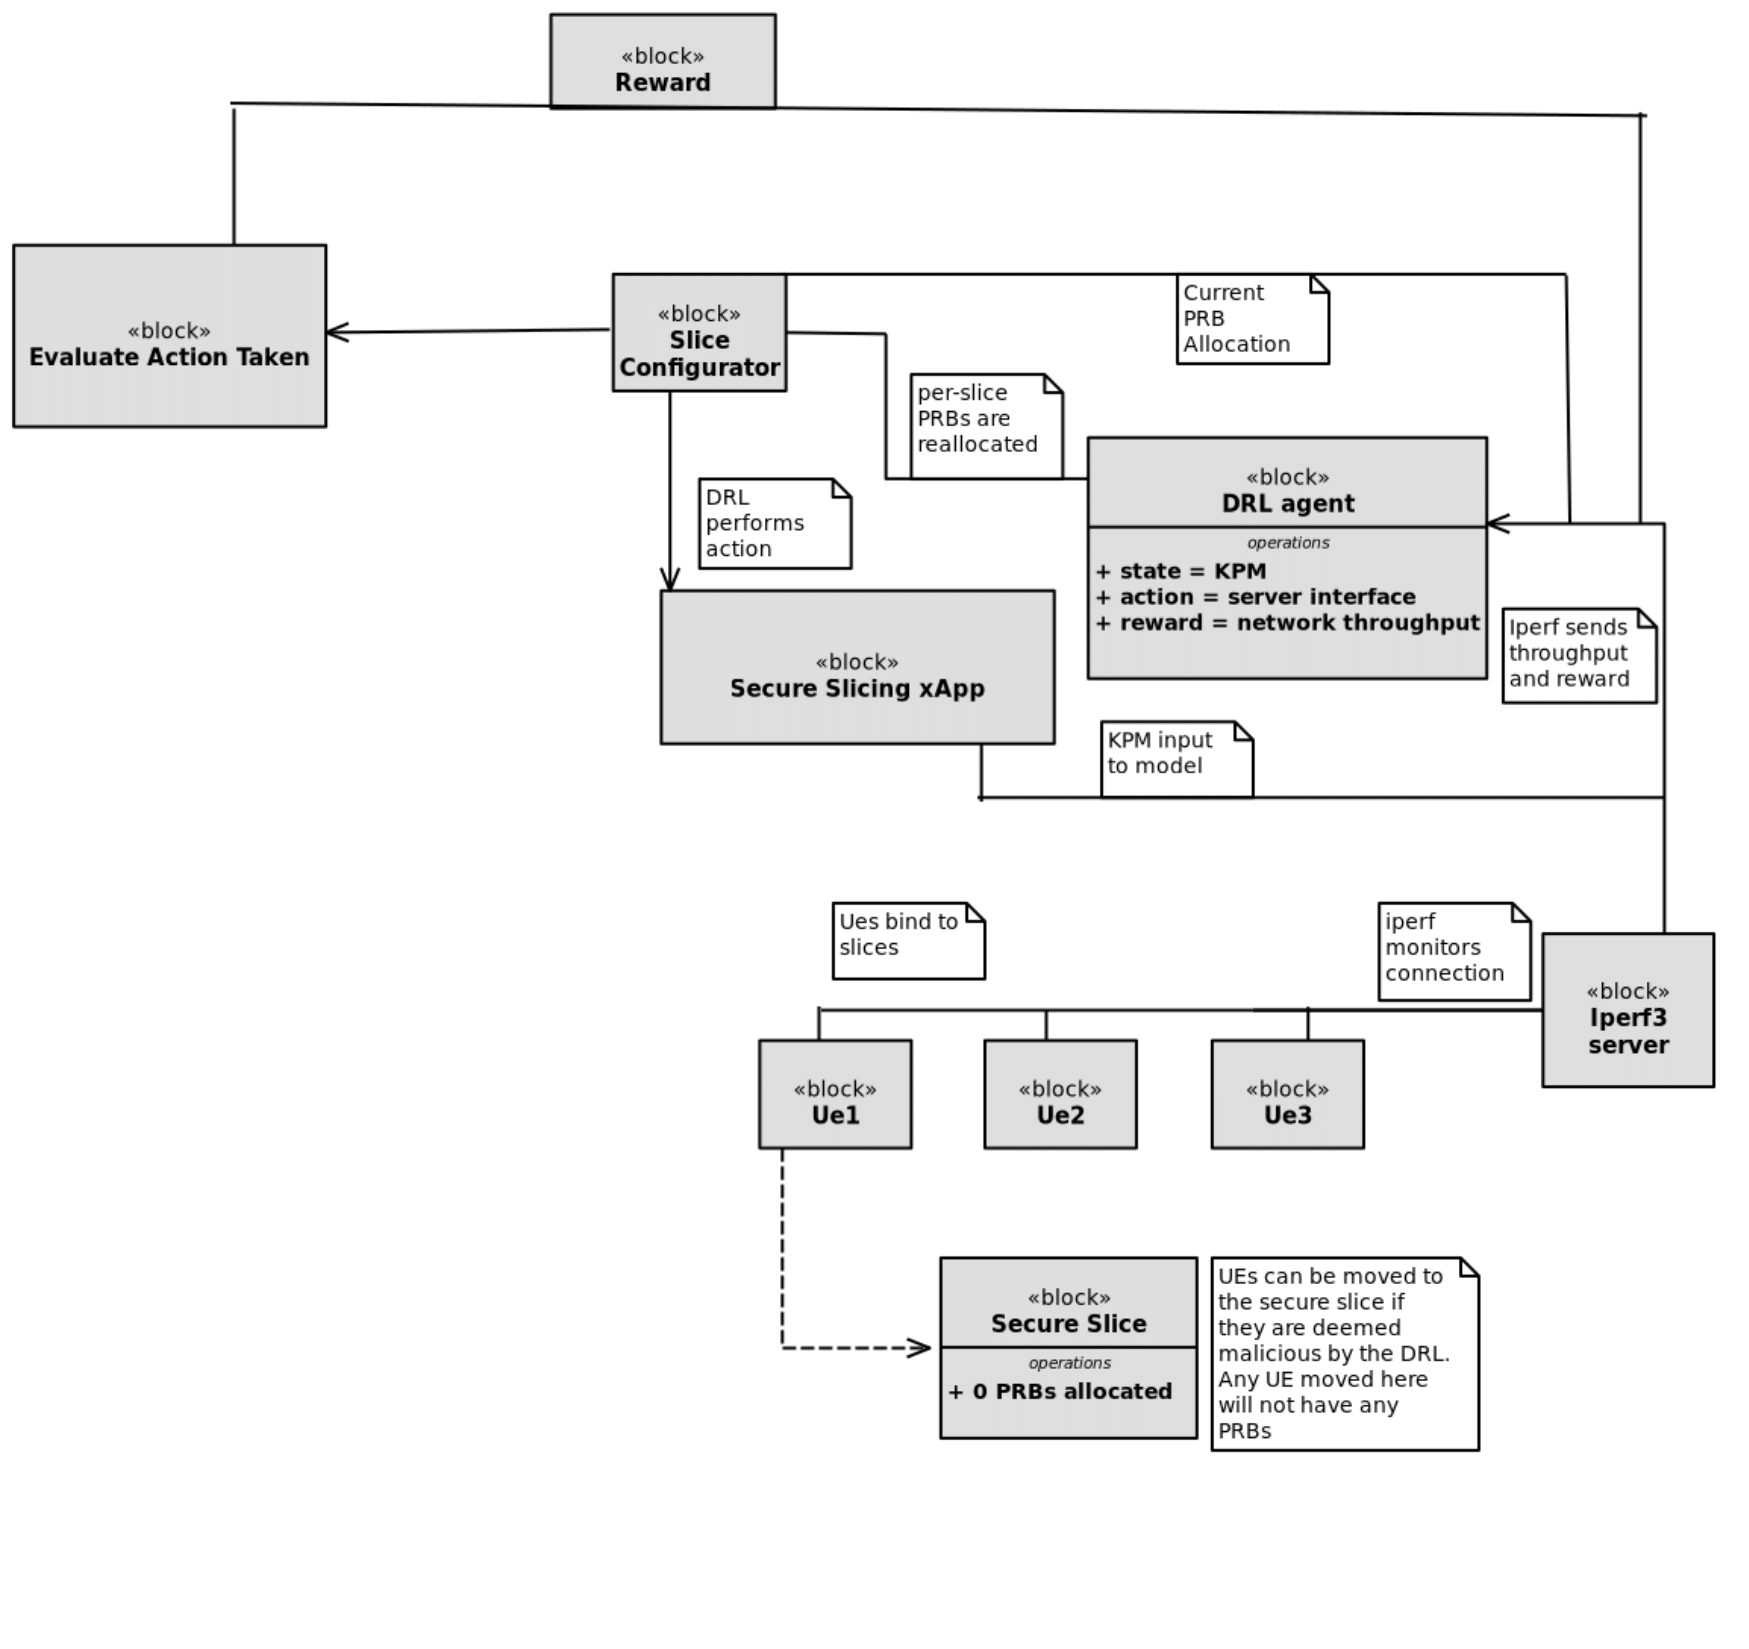 «block»
Reward
«block»
Evaluate Action Taken
«block»
Slice
Configurator
Current
PRB
Allocation
per-slice
PRBs are
reallocated
DRL
performs
action
«block»
DRL agent
operations
+ state = KPM
+ action = server interface
+ reward = network throughput
Iperf sends
throughput
and reward
«block»
Secure Slicing xApp
KPM input
to model
Ues bind to
slices
iperf
monitors
connection
«block»
Iperf3
server
«block»
Ue1
«block»
Ue2
«block»
Ue3
«block»
Secure Slice
operations
+ 0 PRBs allocated
UEs can be moved to
the secure slice if
they are deemed
malicious by the DRL.
Any UE moved here
will not have any
PRBs